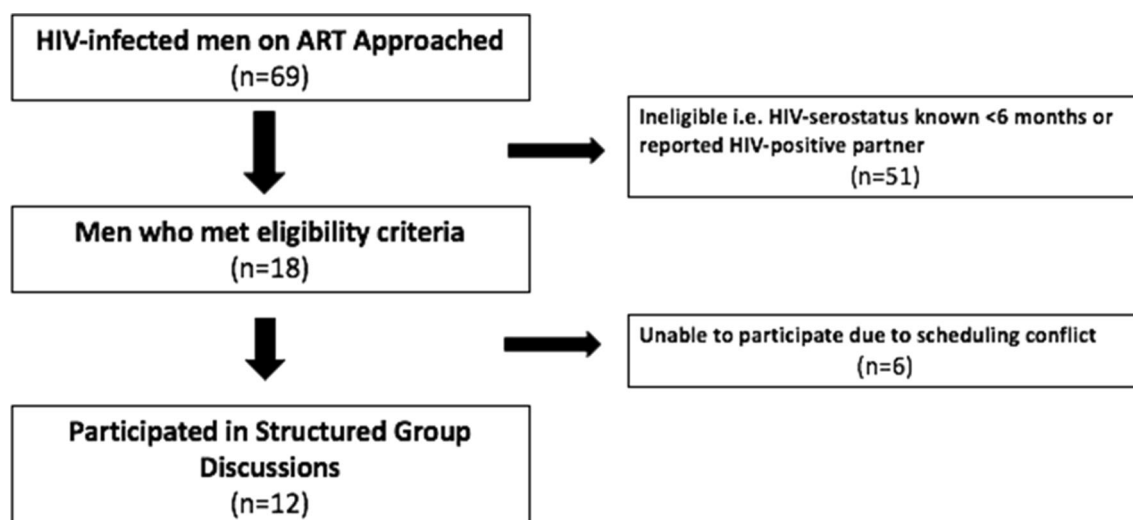 HIV-infected men on ART Approached
(n=69)
Ineligible i.e. HIV-serostatus known <6 months or
reported HIV-positive partner
(n=51)
Men who met eligibility criteria
(n=18)
Unable to participate due to scheduling conflict
(n=6)
Participated in Structured Group
Discussions
(n=12)